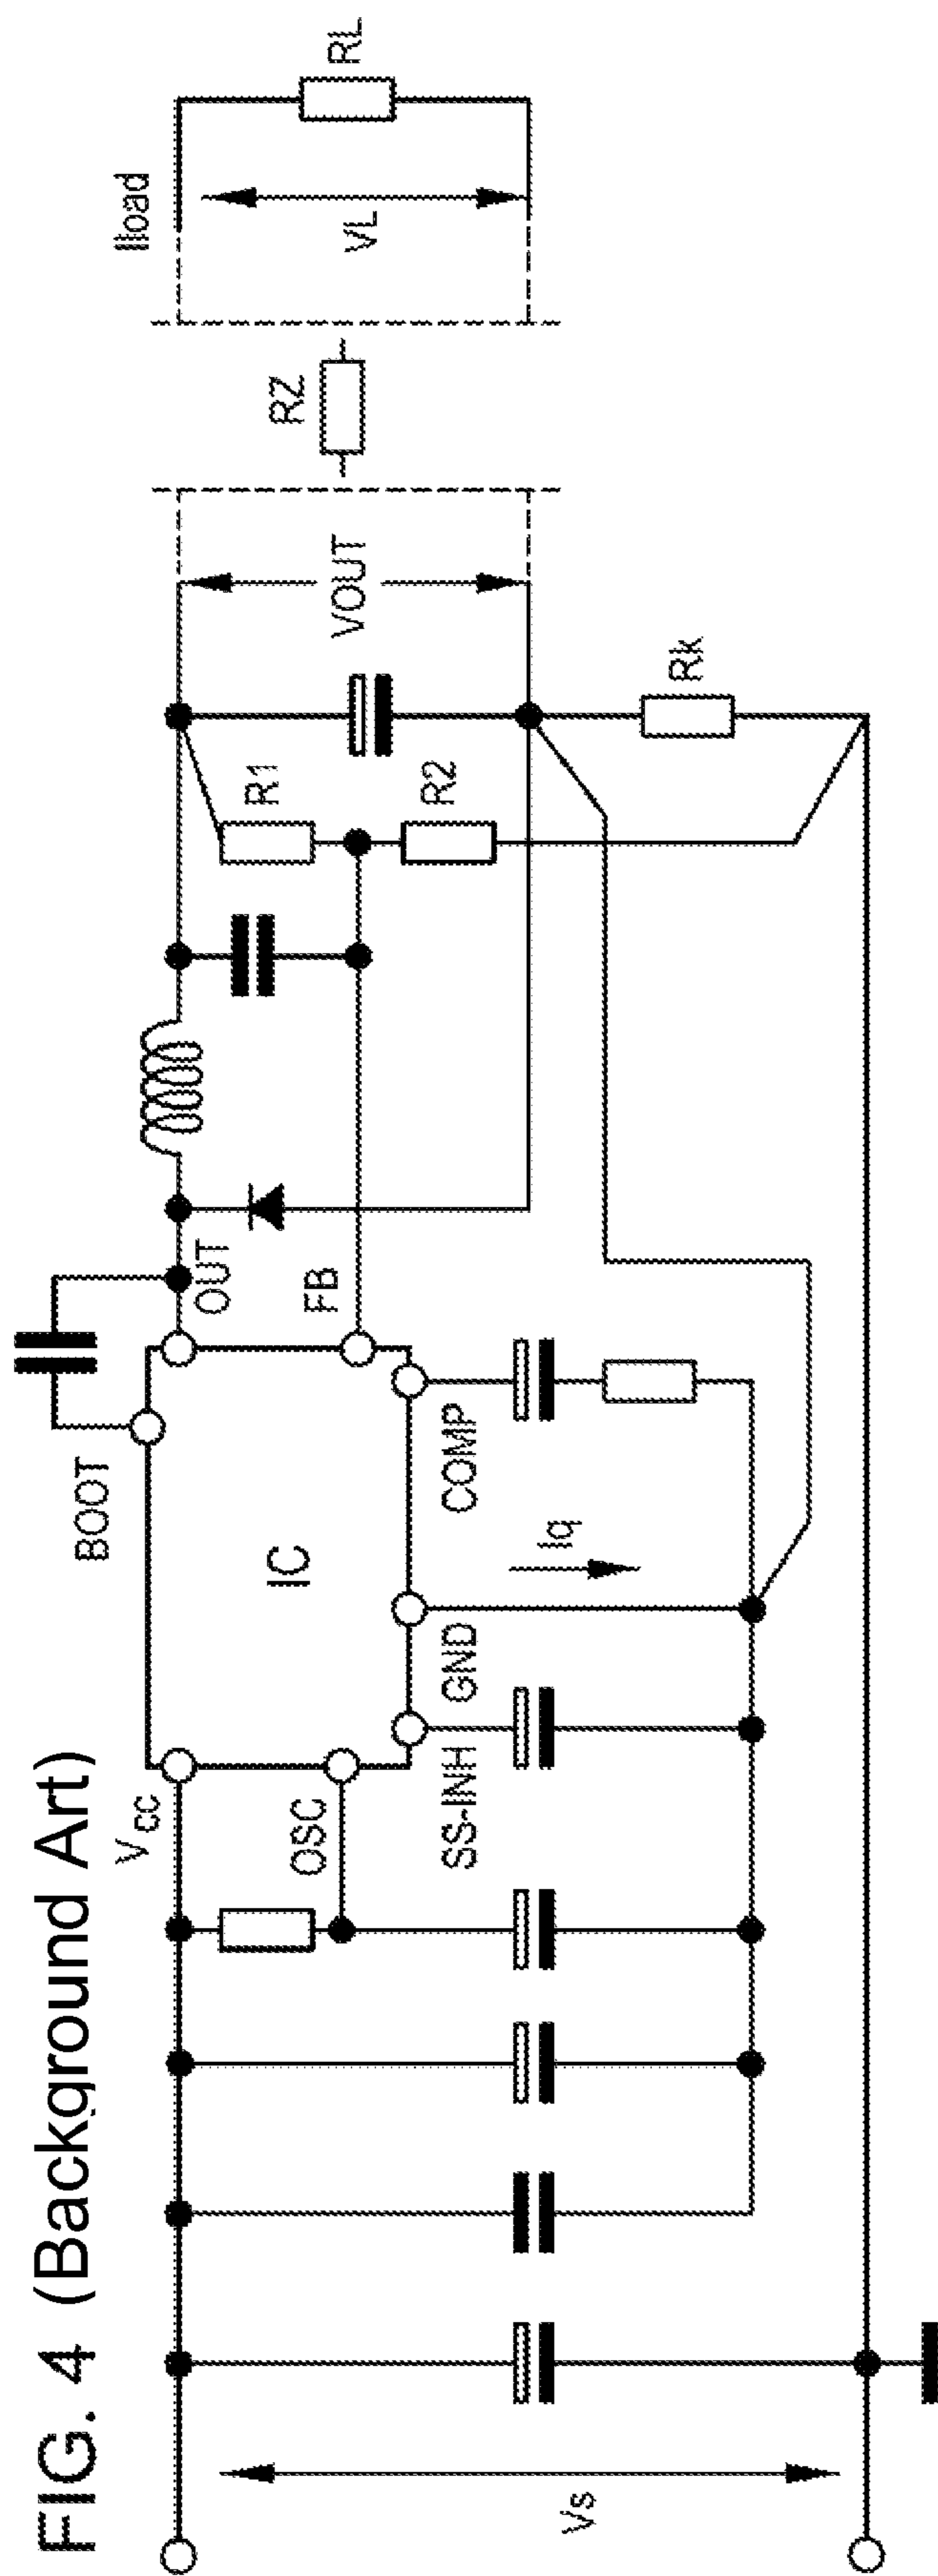 FIG. 4 (Background Art)
Vs
Vcc
OSC
SS-INH
GND
IC
Iq
COMP
BOOT
OUT
FB
R1
R2
Rk
VOUT
RZ
Iload
VL
RL